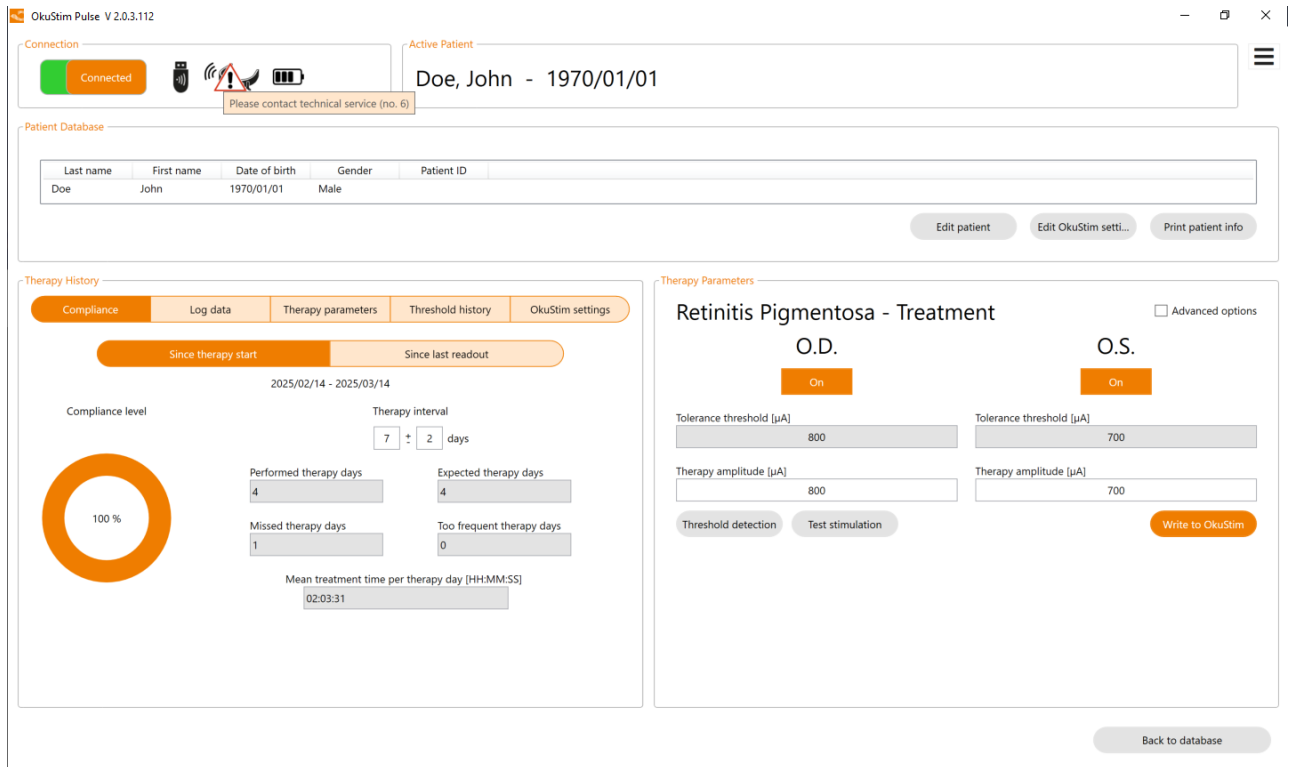 OkuStim Pulse V 2.0.3.112
Connection
Connected
Please contact technical service (no. 6)
Active Patient
Doe, John - 1970/01/01
Patient Database
Last name First name Date of birth Gender Patient ID
Doe John 1970/01/01 Male
Edit patient Edit OkuStim setti... Print patient info
Therapy History
Compliance Log data Therapy parameters Threshold history OkuStim settings
Since therapy start Since last readout
2025/02/14 - 2025/03/14
Compliance level
100 %
Therapy interval
7 ± 2 days
Performed therapy days Expected therapy days
4 4
Missed therapy days Too frequent therapy days
1 0
Mean treatment time per therapy day [HH:MM:SS]
02:03:31
Therapy Parameters
Retinitis Pigmentosa - Treatment
Advanced options
O.D. O.S.
On On
Tolerance threshold [µA] Tolerance threshold [µA]
800 700
Therapy amplitude [µA] Therapy amplitude [µA]
800 700
Threshold detection Test stimulation Write to OkuStim
Back to database